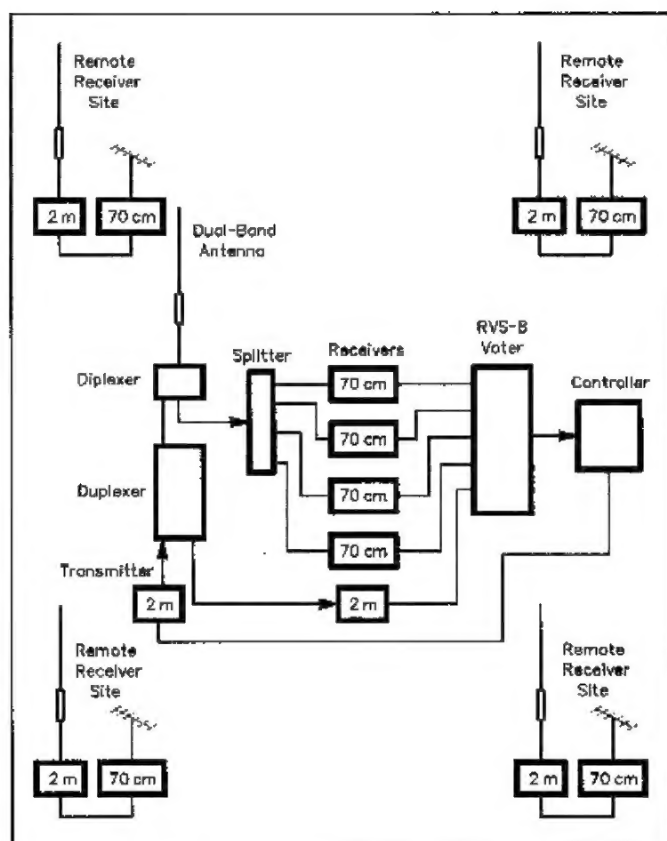 Remote
Receiver
Site
2 m
70 cm
Remote
Receiver
Site
2 m
70 cm
Dual-Band
Antenna
Diplexer
Duplexer
Transmitter
2 m
Splitter
Receivers
70 cm
70 cm
70 cm
70 cm
2 m
RVS-B
Voter
Controller
Remote
Receiver
Site
2 m
70 cm
Remote
Receiver
Site
2 m
70 cm